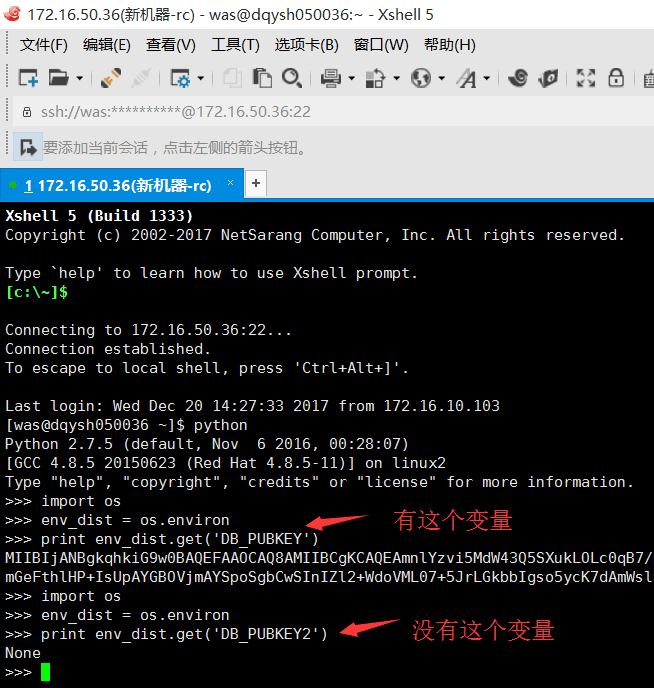 172.16.50.36(新机器-rc) - was@dqysh050036:~ - Xshell 5
文件(F) 编辑(E) 查看(V) 工具(T) 选项卡(B) 窗口(W) 帮助(H)
ssh://was:**********@172.16.50.36:22
要添加当前会话，点击左侧的箭头按钮。
1 172.16.50.36(新机器-rc) × +
Xshell 5 (Build 1333)
Copyright (c) 2002-2017 NetSarang Computer, Inc. All rights reserved.
Type `help' to learn how to use Xshell prompt.
[c:\~]$
Connecting to 172.16.50.36:22...
Connection established.
To escape to local shell, press 'Ctrl+Alt+]'.
Last login: Wed Dec 20 14:27:33 2017 from 172.16.10.103
[was@dqysh050036 ~]$ python
Python 2.7.5 (default, Nov  6 2016, 00:28:07)
[GCC 4.8.5 20150623 (Red Hat 4.8.5-11)] on linux2
Type "help", "copyright", "credits" or "license" for more information.
>>> import os
>>> env_dist = os.environ
>>> print env_dist.get('DB_PUBKEY') 有这个变量
MIIBIjANBgkqhkiG9w0BAQEFAAOCAQ8AMIIBCgKCAQEAmnlYzvi5MdW43Q5SXukLOLc0qB7/
mGeFthlHP+IsUpAYGBOVjmAYSpoSgbCwSInIZl2+WdoVML07+5JrLGkbbIgso5ycK7dAmWsl
>>> import os
>>> env_dist = os.environ
>>> print env_dist.get('DB_PUBKEY2') 没有这个变量
None
>>>